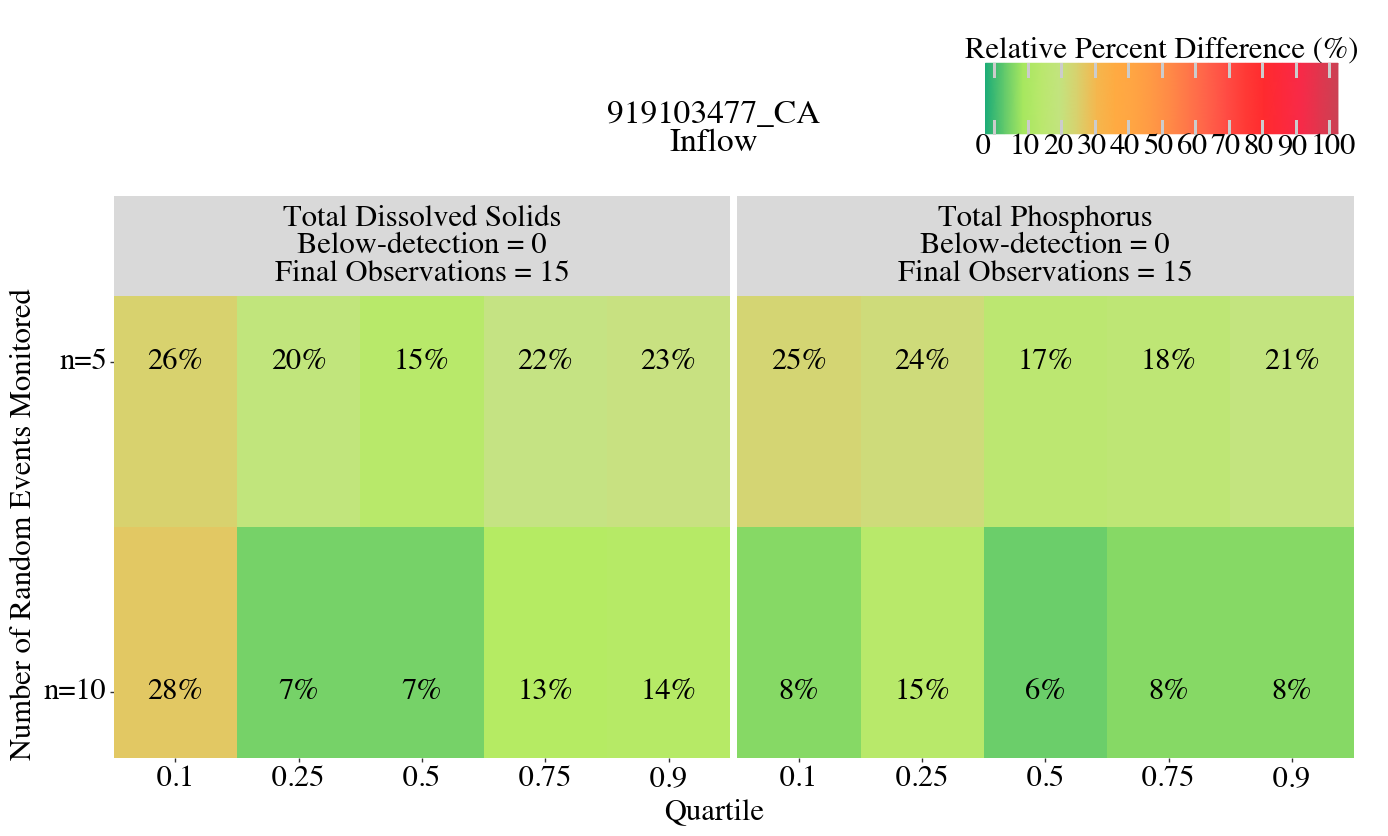 Relative Percent Difference (%)
0 10 20 30 40 50 60 70 80 90 100
919103477_CA
Inflow
Total Dissolved Solids
Below-detection = 0
Final Observations = 15
Total Phosphorus
Below-detection = 0
Final Observations = 15
Number of Random Events Monitored
n=5 26% 20% 15% 22% 23% 25% 24% 17% 18% 21%
n=10 28% 7% 7% 13% 14% 8% 15% 6% 8% 8%
0.1 0.25 0.5 0.75 0.9 0.1 0.25 0.5 0.75 0.9
Quartile